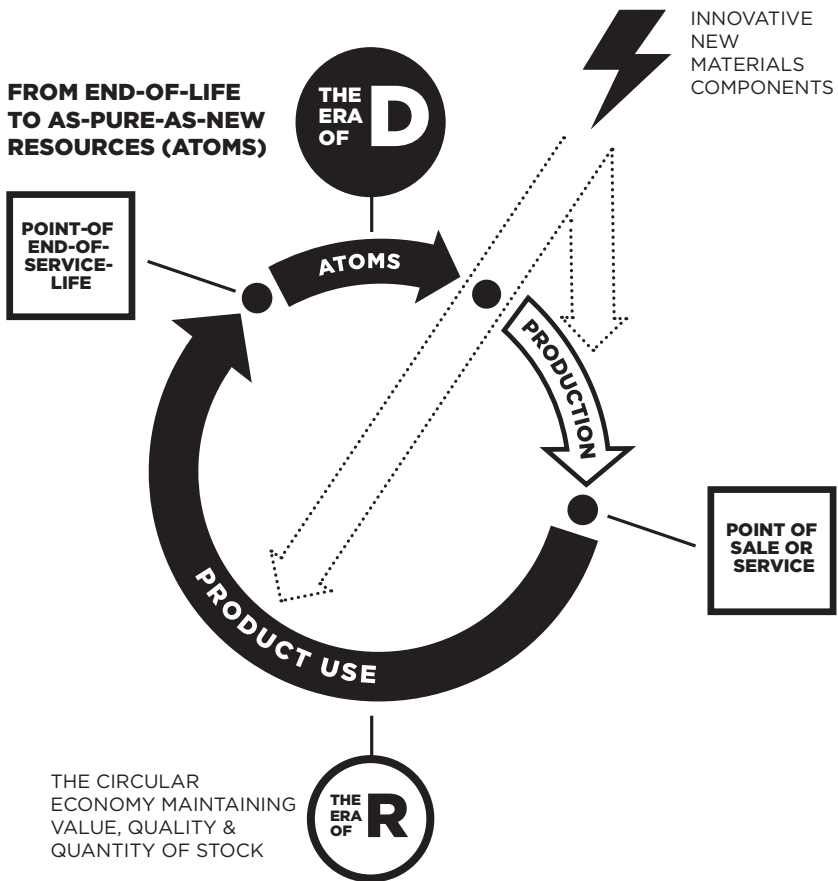 INNOVATIVE
NEW
MATERIALS
COMPONENTS
FROM END-OF-LIFE
TO AS-PURE-AS-NEW
RESOURCES (ATOMS)
THE
ERA
OF
D
POINT-OF
END-OF-
SERVICE-
LIFE
ATOMS
PRODUCTION
POINT OF
SALE OR
SERVICE
PRODUCT USE
THE CIRCULAR
ECONOMY MAINTAINING
VALUE, QUALITY &
QUANTITY OF STOCK
THE
ERA
OF
R